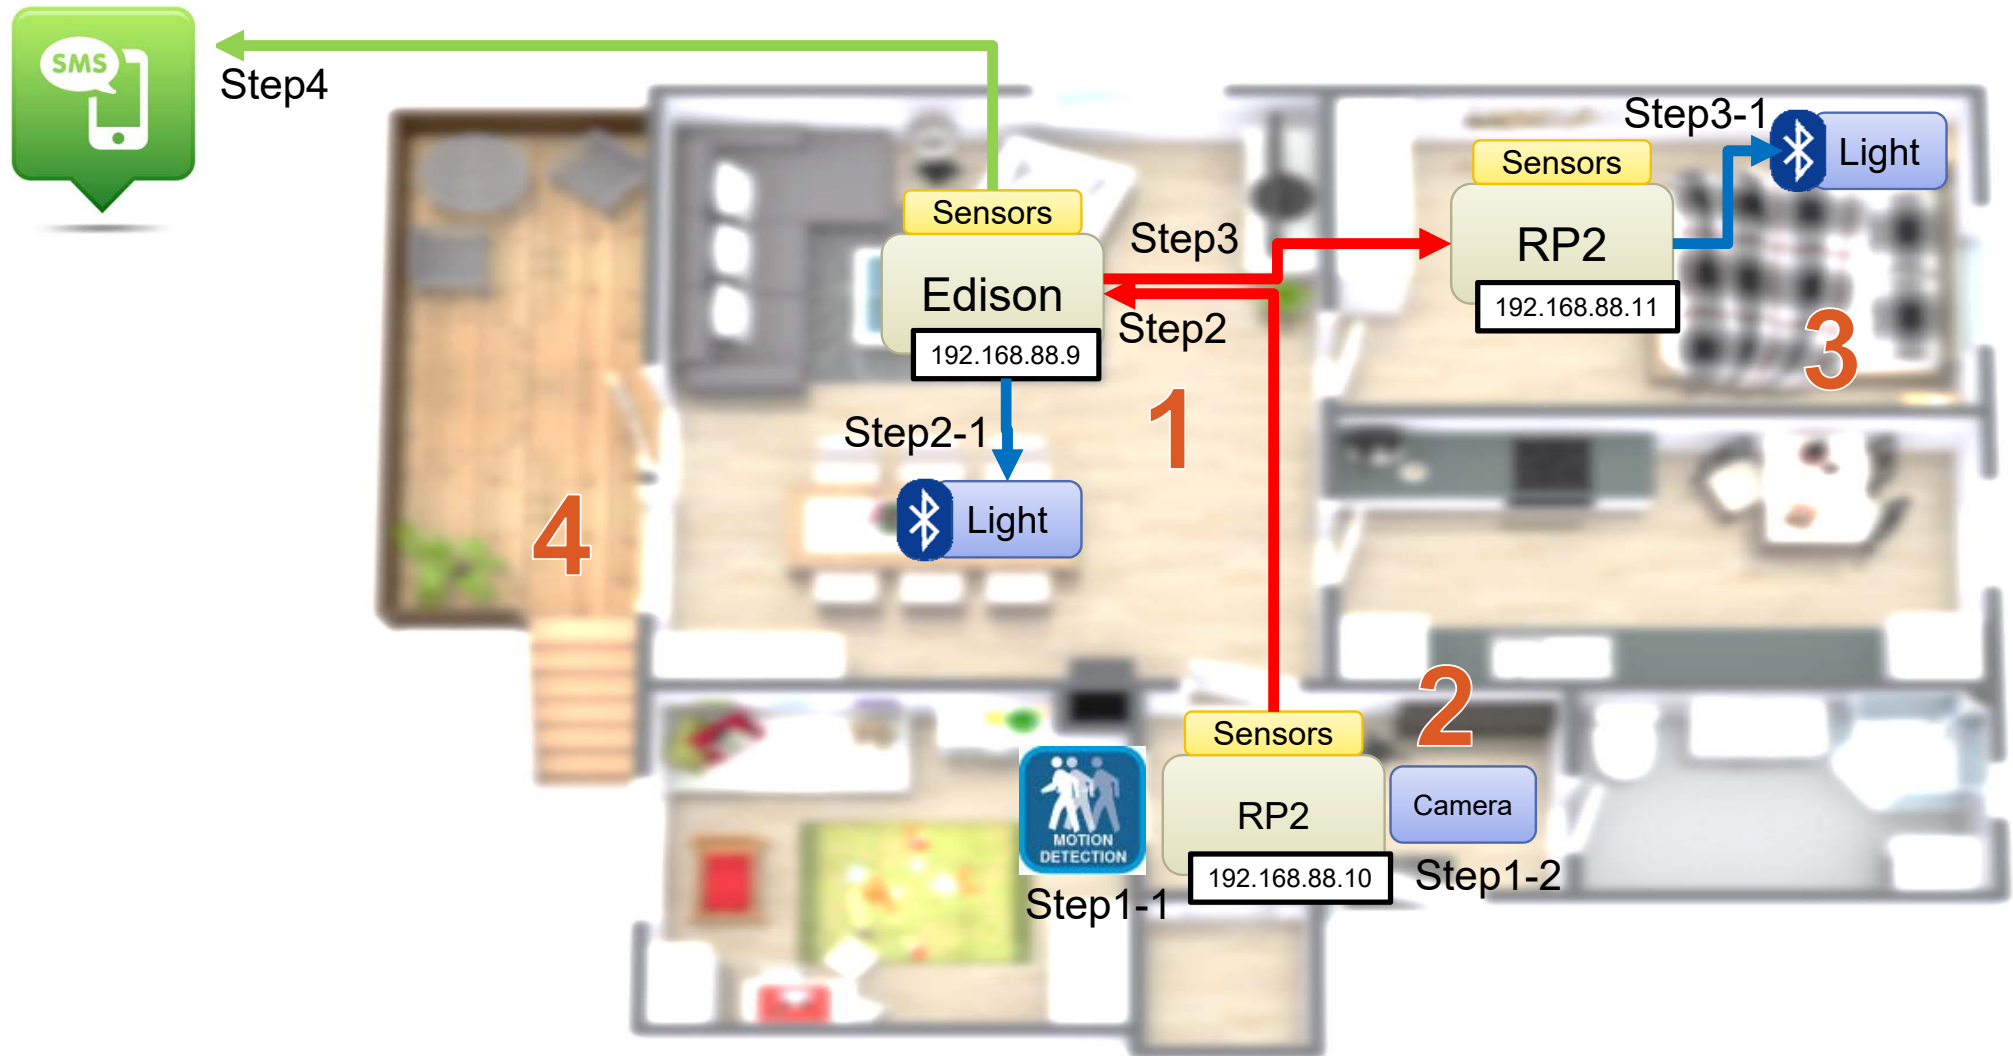 SMS
Step4
Step3-1
Light
Sensors
RP2
192.168.88.11
3
Sensors
Edison
192.168.88.9
Step3
Step2
1
Step2-1
Light
4
2
Sensors
RP2
192.168.88.10
Camera
Step1-2
MOTION
DETECTION
Step1-1